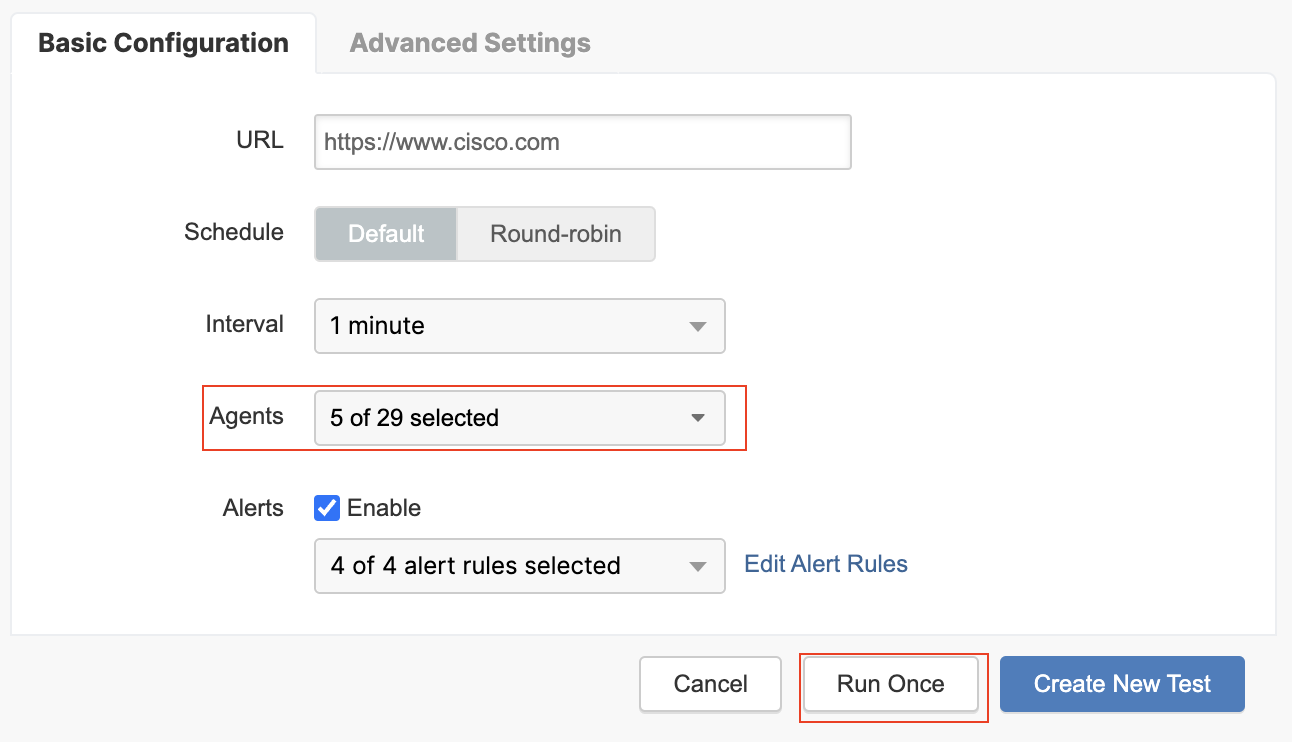 Basic Configuration Advanced Settings
URL https://www.cisco.com
Schedule Default Round-robin
Interval 1 minute
Agents 5 of 29 selected
Alerts Enable
4 of 4 alert rules selected Edit Alert Rules
Cancel Run Once Create New Test